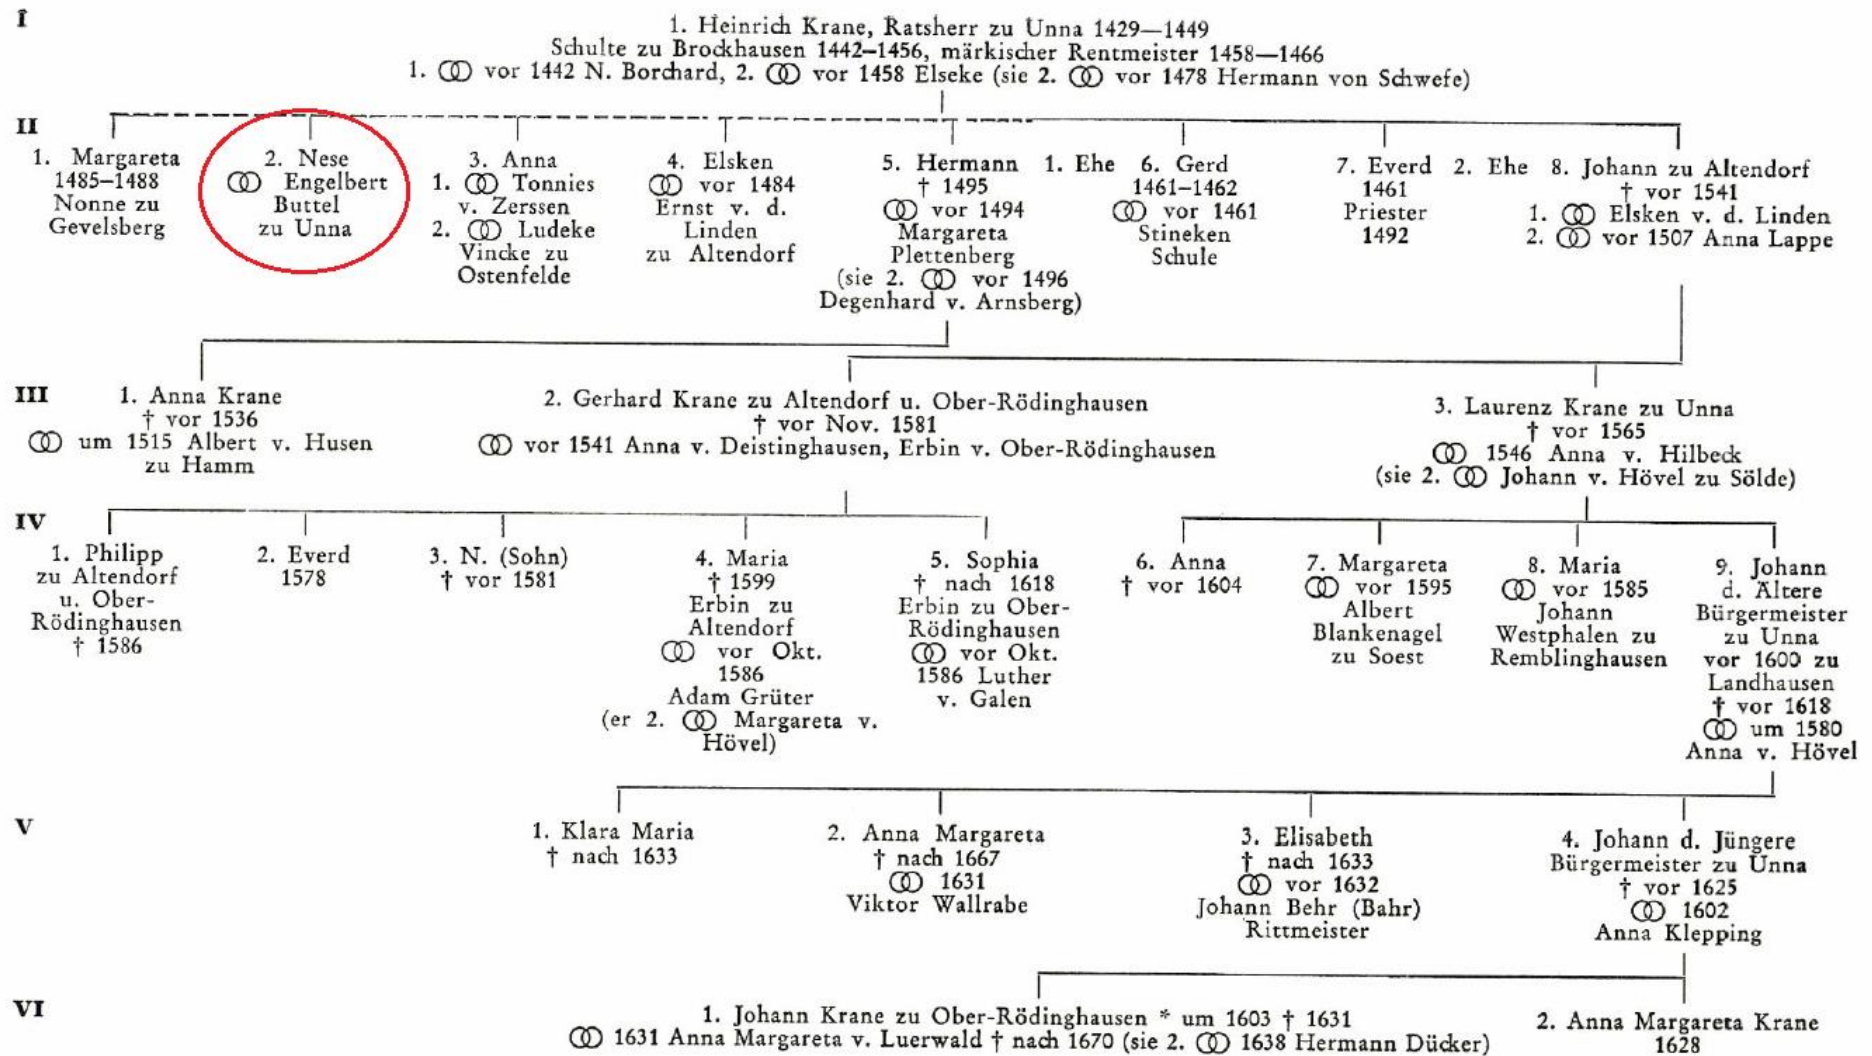 I
1. Heinrich Krane, Ratsherr zu Unna 1429—1449
Schulte zu Brockhausen 1442—1456, märkischer Rentmeister 1458—1466
1. ⚭ vor 1442 N. Borchard, 2. ⚭ vor 1458 Elseke (sie 2. ⚭ vor 1478 Hermann von Schwefe)
II
1. Margareta
1485—1488
Nonne zu
Gevelsberg
2. Nese
⚭ Engelbert
Buttel
zu Unna
3. Anna
1. ⚭ Tonnies
v. Zerssen
2. ⚭ Ludeke
Vincke zu
Ostenfelde
4. Elsken
⚭ vor 1484
Ernst v. d.
Linden
zu Altendorf
5. Hermann
† 1495
⚭ vor 1494
Margareta
Plettenberg
(sie 2. ⚭ vor 1496
Degenhard v. Arnsberg)
1. Ehe
6. Gerd
1461—1462
⚭ vor 1461
Stineken
Schule
7. Everd
1461
Priester
1492
2. Ehe
8. Johann zu Altendorf
† vor 1541
1. ⚭ Elsken v. d. Linden
2. ⚭ vor 1507 Anna Lappe
III
1. Anna Krane
† vor 1536
⚭ um 1515 Albert v. Husen
zu Hamm
2. Gerhard Krane zu Altendorf u. Ober-Rödinghausen
† vor Nov. 1581
⚭ vor 1541 Anna v. Deistinghausen, Erbin v. Ober-Rödinghausen
3. Laurenz Krane zu Unna
† vor 1565
⚭ 1546 Anna v. Hilbeck
(sie 2. ⚭ Johann v. Hövel zu Sölde)
IV
1. Philipp
zu Altendorf
u. Ober-
Rödinghausen
† 1586
2. Everd
1578
3. N. (Sohn)
† vor 1581
4. Maria
† 1599
Erbin zu
Altendorf
⚭ vor Okt.
1586
Adam Grüter
(er 2. ⚭ Margareta v.
Hövel)
5. Sophia
† nach 1618
Erbin zu Ober-
Rödinghausen
⚭ vor Okt.
1586 Luther
v. Galen
6. Anna
† vor 1604
7. Margareta
⚭ vor 1595
Albert
Blankenagel
zu Soest
8. Maria
⚭ vor 1585
Johann
Westphalen zu
Remblinghausen
9. Johann
d. Ältere
Bürgermeister
zu Unna
vor 1600 zu
Landhausen
† vor 1618
⚭ um 1580
Anna v. Hövel
V
1. Klara Maria
† nach 1633
2. Anna Margareta
† nach 1667
⚭ 1631
Viktor Wallrabe
3. Elisabeth
† nach 1633
⚭ vor 1632
Johann Behr (Bahr)
Rittmeister
4. Johann d. Jüngere
Bürgermeister zu Unna
† vor 1625
⚭ 1602
Anna Klepping
VI
1. Johann Krane zu Ober-Rödinghausen * um 1603 † 1631
⚭ 1631 Anna Margareta v. Luerwald † nach 1670 (sie 2. ⚭ 1638 Hermann Dücker)
2. Anna Margareta Krane
1628